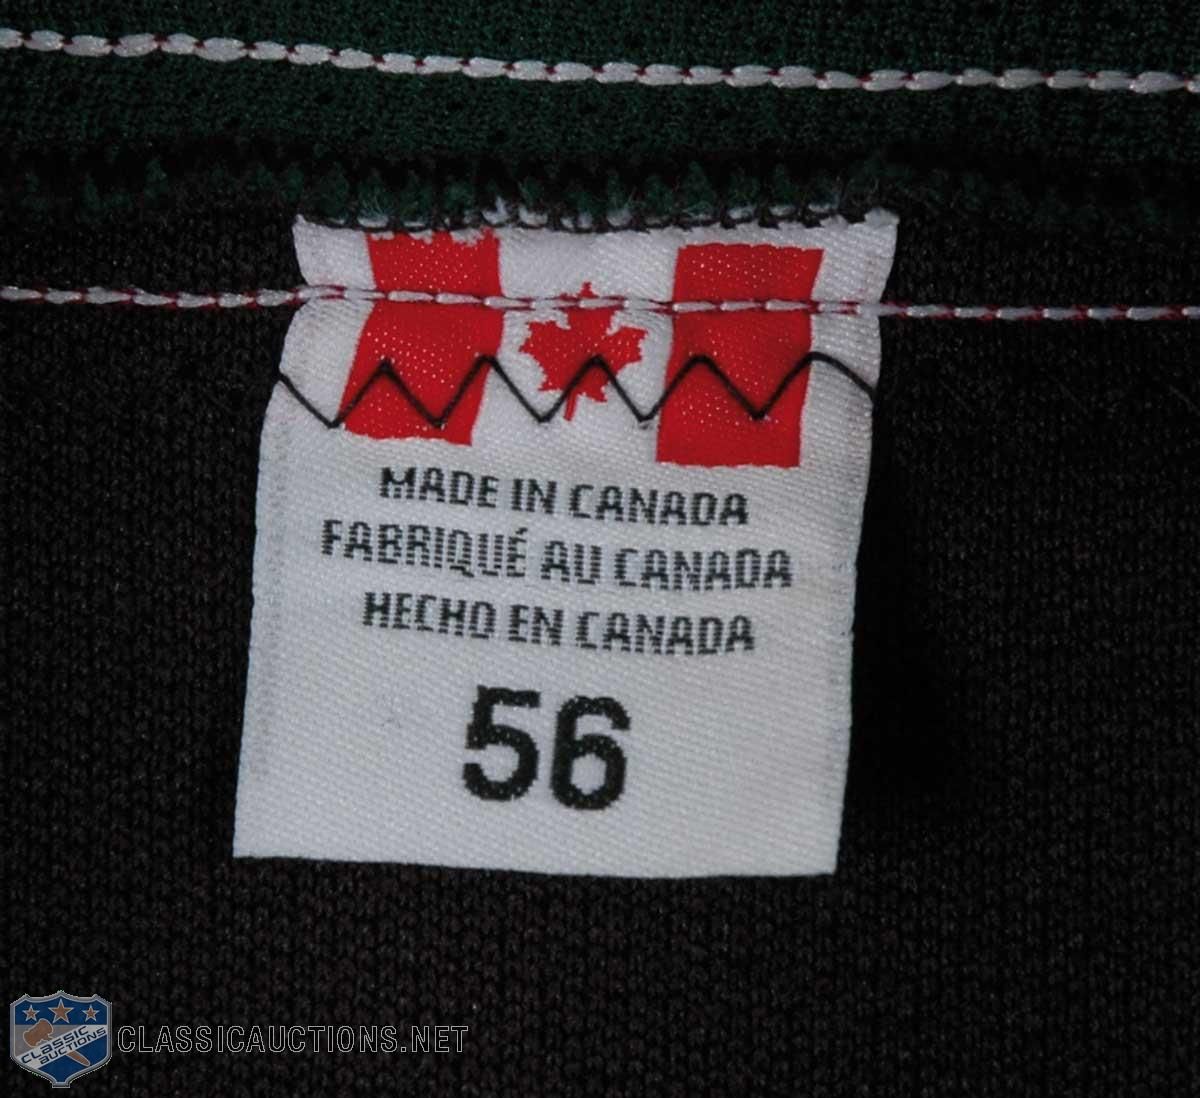 MADE IN CANADA
FABRIQUÉ AU CANADA
HECHO EN CANADA
56
CLASSIC
AUCTIONS
CLASSICAUCTIONS.NET